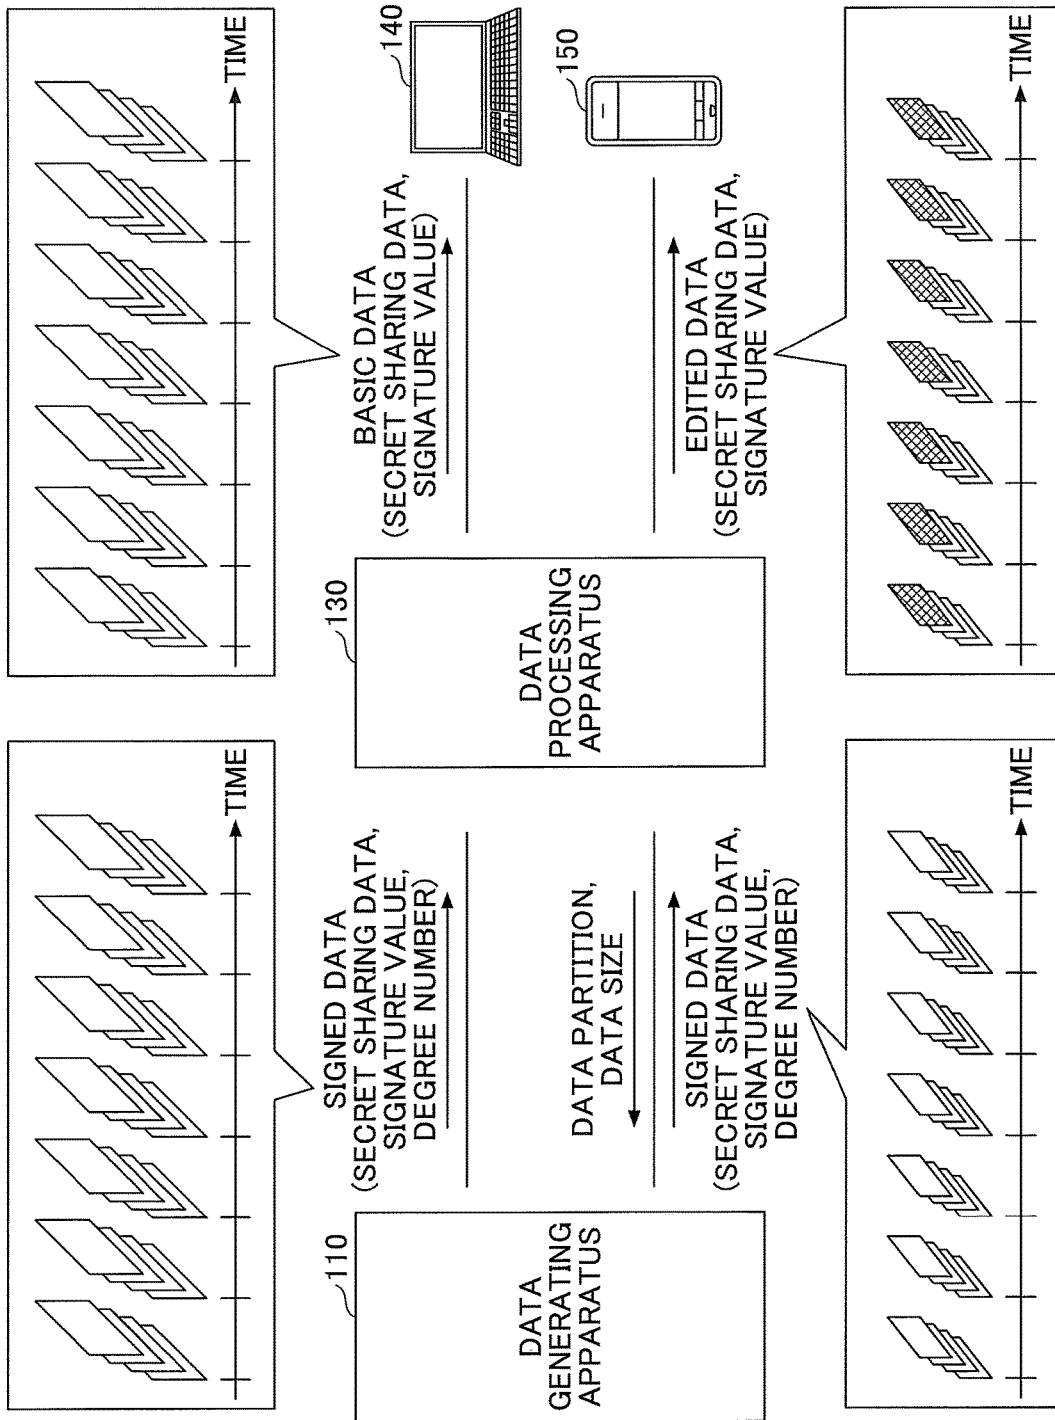 TIME
TIME
SIGNED DATA
(SECRET SHARING DATA,
SIGNATURE VALUE,
DEGREE NUMBER)
BASIC DATA
(SECRET SHARING DATA,
SIGNATURE VALUE)
110
DATA
GENERATING
APPARATUS
130
DATA
PROCESSING
APPARATUS
140
150
DATA PARTITION,
DATA SIZE
SIGNED DATA
(SECRET SHARING DATA,
SIGNATURE VALUE,
DEGREE NUMBER)
EDITED DATA
(SECRET SHARING DATA,
SIGNATURE VALUE)
TIME
TIME